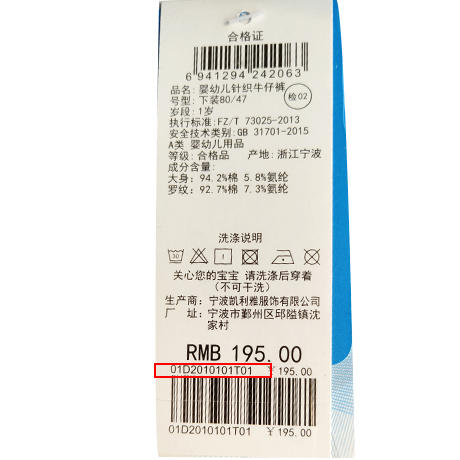 合格证
6 941294 242063
品名: 婴幼儿针织牛仔裤
号型: 下装80/47
检02
岁段: 1岁
执行标准:FZ/T 73025-2013
安全技术类别:GB 31701-2015
A类 婴幼儿用品
等级: 合格品 产地: 浙江宁波
成分含量:
大身: 94.2%棉 5.8%氨纶
罗纹: 92.7%棉 7.3%氨纶
洗涤说明
30
关心您的宝宝 请洗涤后穿着
(不可干洗)
生产商: 宁波凯利雅服饰有限公司
厂 址: 宁波市鄞州区邱隘镇沈
家村
RMB 195.00
01D2010101T01 ¥195.00
01D2010101T01 ¥195.00